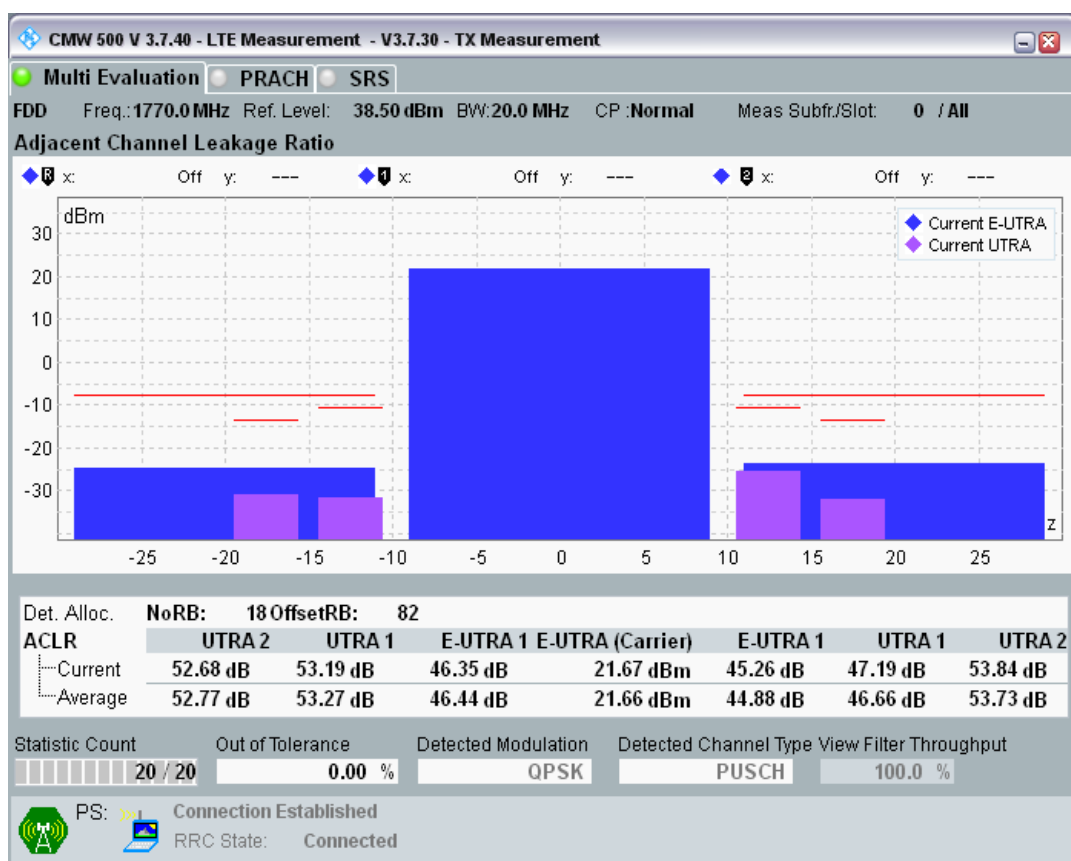 CMW 500 V 3.7.40 - LTE Measurement - V3.7.30 - TX Measurement
Multi Evaluation PRACH SRS
FDD Freq.: 1770.0 MHz Ref. Level: 38.50 dBm BW: 20.0 MHz CP : Normal Meas Subfr./Slot: 0 / All
Adjacent Channel Leakage Ratio
R x: Off y: --- 1 x: Off y: --- 2 x: Off y: ---
dBm
Current E-UTRA
Current UTRA
30
20
10
0
-10
-20
-30
z
-25 -20 -15 -10 -5 0 5 10 15 20 25
Det. Alloc. NoRB: 18 OffsetRB: 82
ACLR UTRA 2 UTRA 1 E-UTRA 1 E-UTRA (Carrier) E-UTRA 1 UTRA 1 UTRA 2
Current 52.68 dB 53.19 dB 46.35 dB 21.67 dBm 45.26 dB 47.19 dB 53.84 dB
Average 52.77 dB 53.27 dB 46.44 dB 21.66 dBm 44.88 dB 46.66 dB 53.73 dB
Statistic Count Out of Tolerance Detected Modulation Detected Channel Type View Filter Throughput
20 / 20 0.00 % QPSK PUSCH 100.0 %
PS: Connection Established
RRC State: Connected